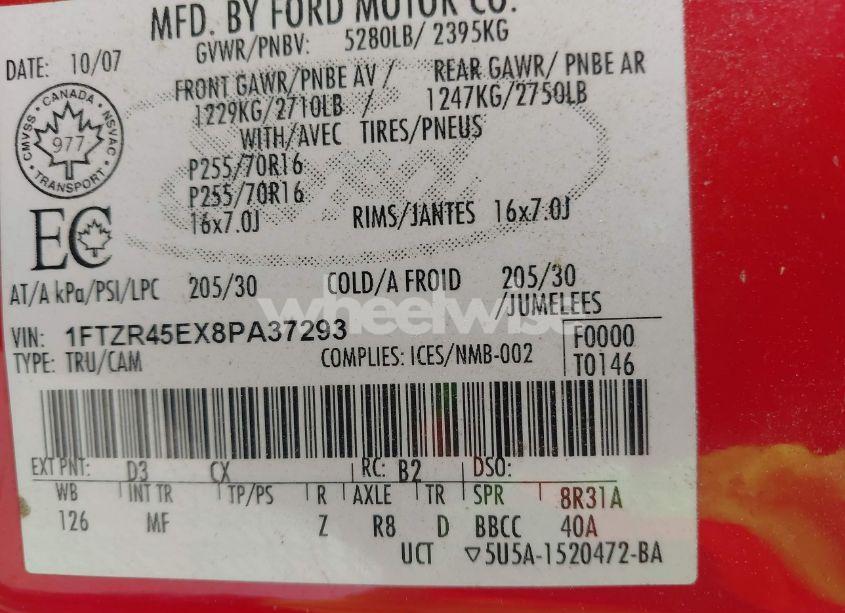 MFD. BY FORD MOTOR CO.
DATE: 10/07
GVWR/PNBV: 5280LB/ 2395KG
FRONT GAWR/PNBE AV / REAR GAWR/ PNBE AR
1229KG/2710LB / 1247KG/2750LB
WITH/AVEC TIRES/PNEUS
CMVSS · CANADA · NSVAC · TRANSPORT
977
P255/70R16
P255/70R16
16x7.0J RIMS/JANTES 16x7.0J
EC
AT/A kPa/PSI/LPC 205/30 COLD/A FROID 205/30
/JUMELEES
wheelwise
VIN: 1FTZR45EX8PA37293 F0000
TYPE: TRU/CAM COMPLIES: ICES/NMB-002 T0146
EXT PNT: D3 CX RC: B2 DSO:
WB INT TR TP/PS R AXLE TR SPR 8R31A
126 MF Z R8 D BBCC 40A
UCT ▽5U5A-1520472-BA